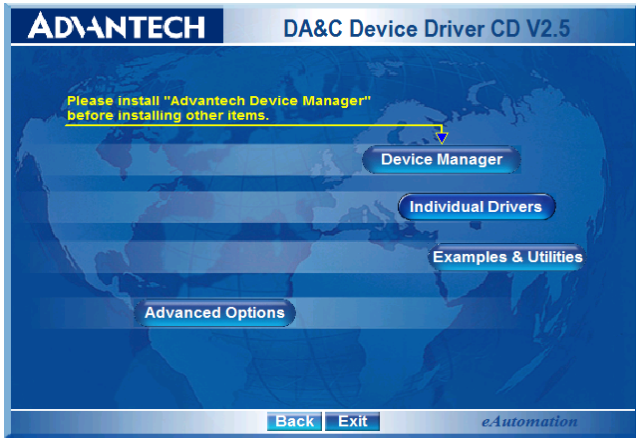 ADVANTECH
DA&C Device Driver CD V2.5
Please install "Advantech Device Manager"
before installing other items.
Device Manager
Individual Drivers
Examples & Utilities
Advanced Options
Back
Exit
eAutomation